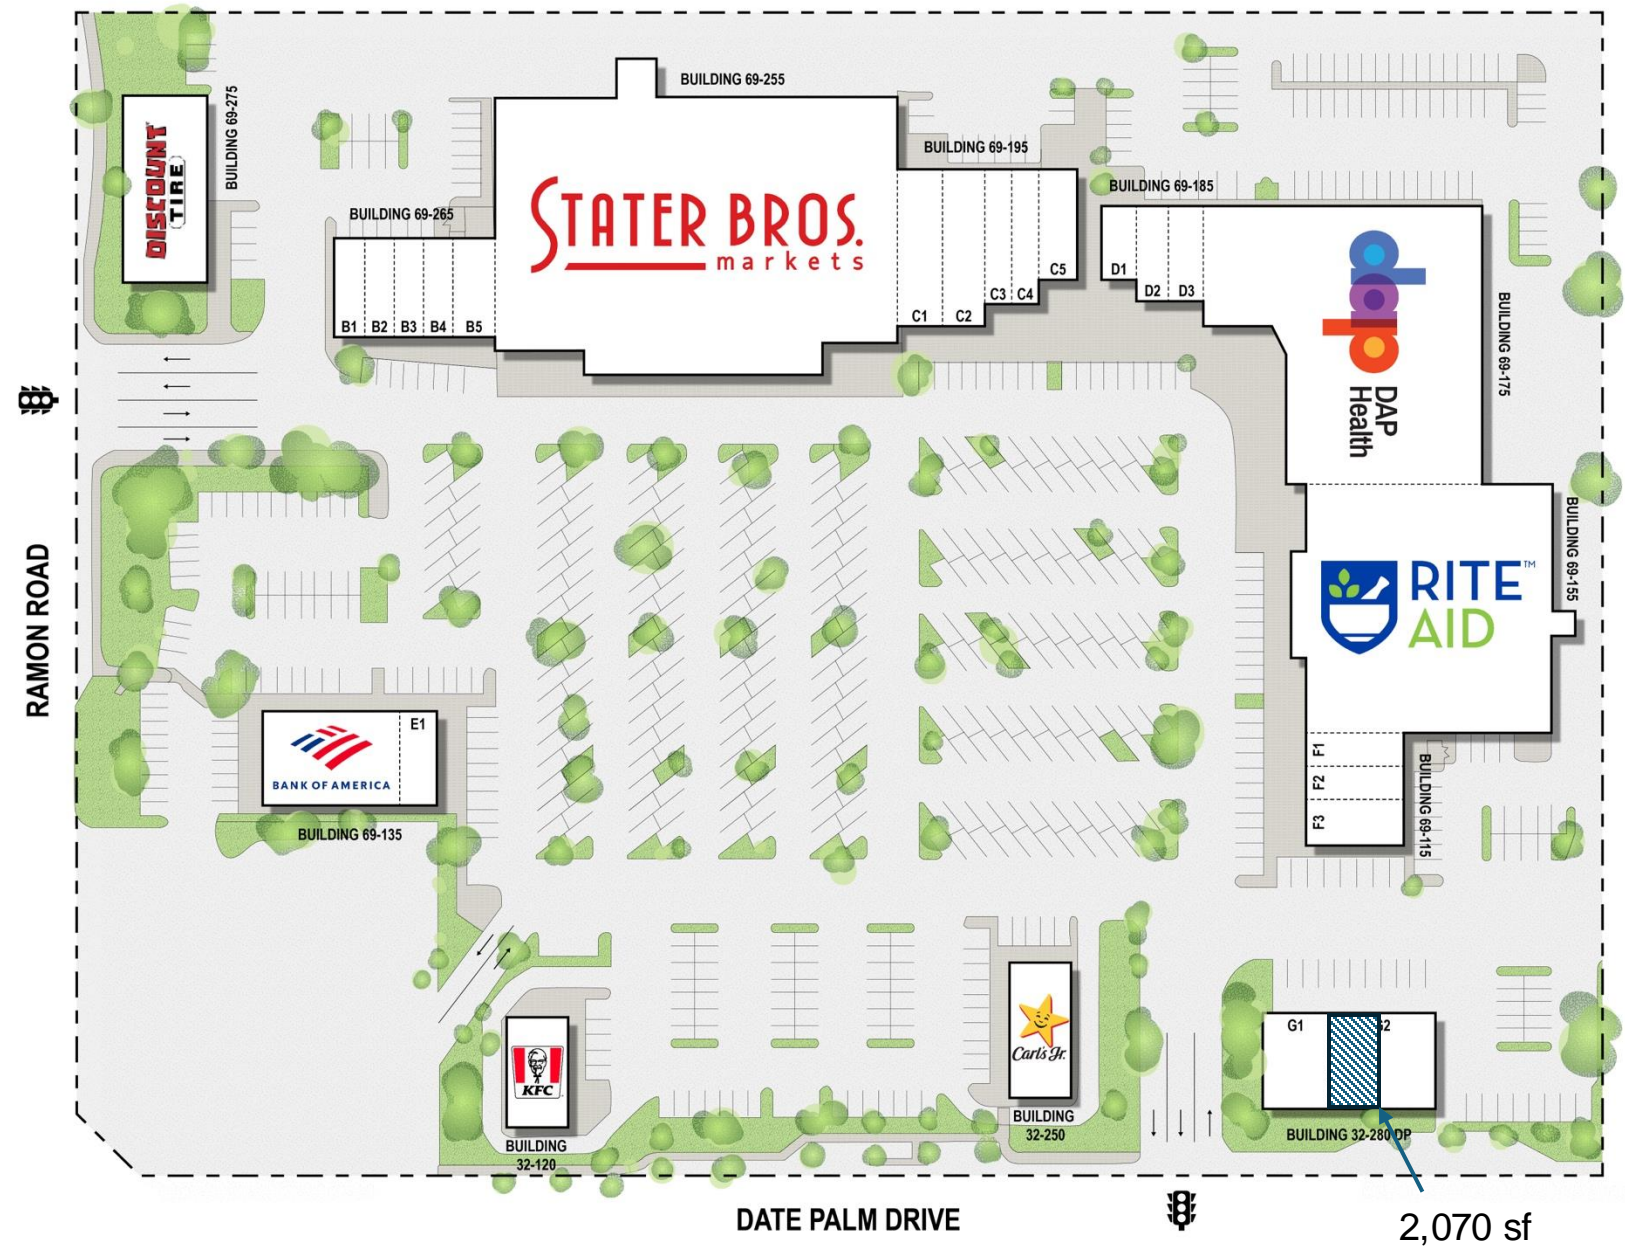 BUILDING 69-255
BUILDING 69-275
DISCOUNT
TIRE
BUILDING 69-195
BUILDING 69-185
BUILDING 69-265
STATER BROS.
markets
B1
B2
B3
B4
B5
C1
C2
C3
C4
C5
D1
D2
D3
DAP
Health
BUILDING 69-175
RAMON ROAD
RITE
AID
TM
BUILDING 69-155
BANK OF AMERICA
E1
BUILDING 69-135
F1
F2
F3
BUILDING 69-115
KFC
BUILDING
32-120
Carl's Jr.
BUILDING
32-250
G1
BUILDING 32-280 DP
DATE PALM DRIVE
2,070 sf